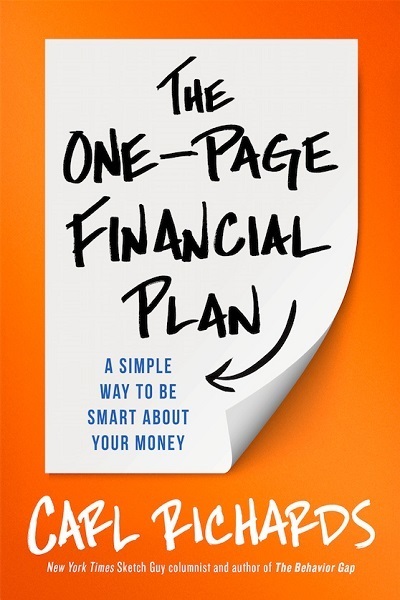 THE
ONE-PAGE
FINANCIAL
PLAN
A SIMPLE
WAY TO BE
SMART ABOUT
YOUR MONEY
CARL RICHARDS
New York Times Sketch Guy columnist and author of The Behavior Gap